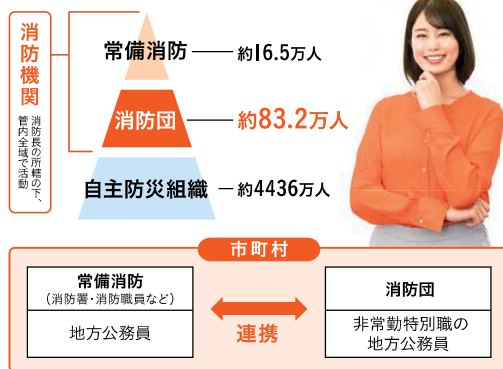 消防機関
消防長の所轄の下、
管内全域で活動
常備消防
約16.5万人
消防団
約83.2万人
自主防災組織
約4436万人
市町村
常備消防
（消防署・消防職員など）
地方公務員
連携
消防団
非常勤特別職の
地方公務員